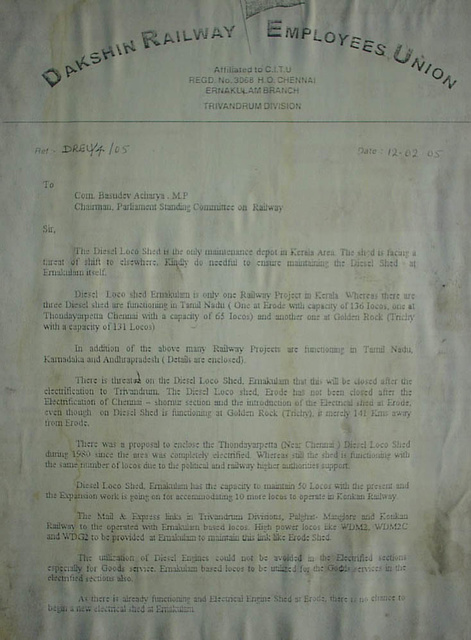 DAKSHIN RAILWAY EMPLOYEES UNION
Affiliated to C.I.T.U
REGD. No. 3066 H.O. CHENNAI
ERNAKULAM BRANCH
TRIVANDRUM DIVISION
Ref :- DREU/4/05
Date : 12-02 05
To
Com. Basudev Acharya . M.P
Chairman, Parliament Standing Committee on Railway
Sir,
The Diesel Loco Shed is the only maintenance depot in Kerala Area. The shed is facing a
threat of shift to elsewhere. Kindly do needful to ensure maintaining the Diesel Shed at
Ernakulam itself.
Diesel Loco shed Ernakulam is only one Railway Project in Kerala. Whereas there are
three Diesel shed are functioning in Tamil Nadu ( One at Erode with capacity of 136 locos, one at
Thondayarpetta Chennai with a capacity of 65 locos) and another one at Golden Rock (Trichy
with a capacity of 131 Locos)
In addition of the above many Railway Projects are functioning in Tamil Nadu,
Karnadaka and Andhrapradesh ( Details are enclosed).
There is threat on the Diesel Loco Shed, Ernakulam that this will be closed after the
electrification to Trivandrum. The Diesel Loco shed, Erode has not been closed after the
Electrification of Chennai – section and the introduction of the Electrical shed at Erode,
even though on Diesel Shed is functioning at Golden Rock (Trichy), is merely 141 Kms away
from Erode.
There was a proposal to enclose the Thondayarpetta (Near Chennai ) Diesel Loco Shed
during 1980 since the area was completely electrified. Whereas still the shed is functioning with
the same number of locos due to the political and railway higher authorities support.
Diesel Loco Shed, Ernakulam has the capacity to maintain 50 Locos with the present and
the Expansion work is going on for accommodating 10 more locos to operate in Konkan Railway.
The Mail & Express links in Trivandrum Divisions, Palghat- and Konkan
Railway to the operated with Ernakulam based locos. High power locos like WDM2, WDM2C
and WDG2 to be provided at Ernakulam to maintain this link like Erode Shed.
The utilization of Diesel Engines could not be avoided in the Electrified sections
especially for Goods service. Ernakulam based locos to be utilized for the Goods services in the
electrified sections also.
As there is already functioning and Electrical Engine Shed at Erode, there is no chance to
begin a new electrical shed at Ernakulam.